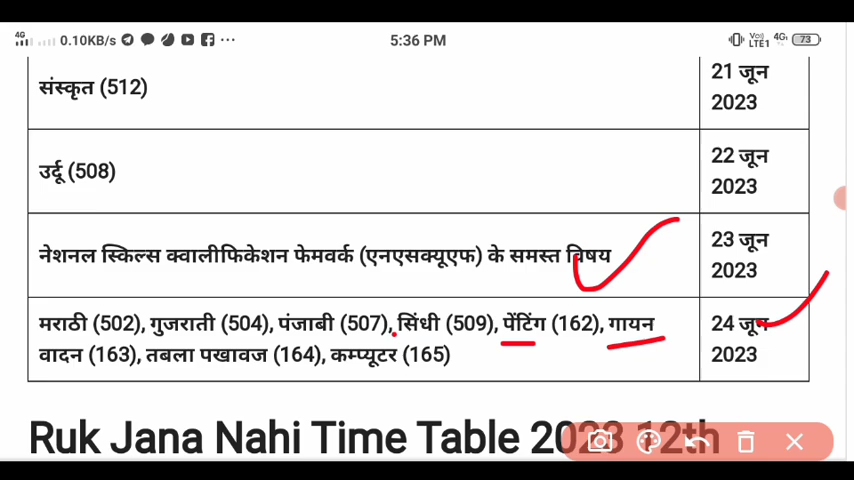 4G 0.10KB/s 5:36 PM Vo)) LTE1 4G 73
संस्कृत (512) 21 जून
2023
उर्दू (508) 22 जून
2023
नेशनल स्किल्स क्वालीफिकेशन फेमवर्क (एनएसक्यूएफ) के समस्त विषय 23 जून
2023
मराठी (502), गुजराती (504), पंजाबी (507), सिंधी (509), पेंटिंग (162), गायन 24 जून
वादन (163), तबला पखावज (164), कम्प्यूटर (165) 2023
Ruk Jana Nahi Time Table 2023 12th